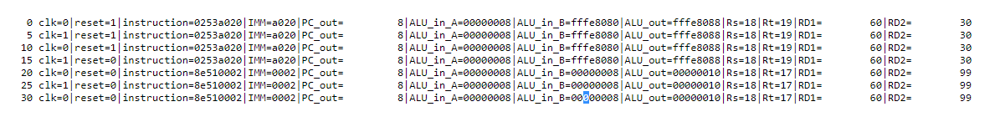 0 clk=0|reset=1|instruction=0253a020|IMM=a020|PC_out=         8|ALU_in_A=00000008|ALU_in_B=fffe8080|ALU_out=fffe8088|Rs=18|Rt=19|RD1=        60|RD2=        30
5 clk=1|reset=1|instruction=0253a020|IMM=a020|PC_out=         8|ALU_in_A=00000008|ALU_in_B=fffe8080|ALU_out=fffe8088|Rs=18|Rt=19|RD1=        60|RD2=        30
10 clk=0|reset=1|instruction=0253a020|IMM=a020|PC_out=         8|ALU_in_A=00000008|ALU_in_B=fffe8080|ALU_out=fffe8088|Rs=18|Rt=19|RD1=        60|RD2=        30
15 clk=1|reset=0|instruction=0253a020|IMM=a020|PC_out=         8|ALU_in_A=00000008|ALU_in_B=fffe8080|ALU_out=fffe8088|Rs=18|Rt=19|RD1=        60|RD2=        30
20 clk=0|reset=0|instruction=8e510002|IMM=0002|PC_out=         8|ALU_in_A=00000008|ALU_in_B=00000008|ALU_out=00000010|Rs=18|Rt=17|RD1=        60|RD2=        99
25 clk=1|reset=0|instruction=8e510002|IMM=0002|PC_out=         8|ALU_in_A=00000008|ALU_in_B=00000008|ALU_out=00000010|Rs=18|Rt=17|RD1=        60|RD2=        99
30 clk=0|reset=0|instruction=8e510002|IMM=0002|PC_out=         8|ALU_in_A=00000008|ALU_in_B=00000008|ALU_out=00000010|Rs=18|Rt=17|RD1=        60|RD2=        99